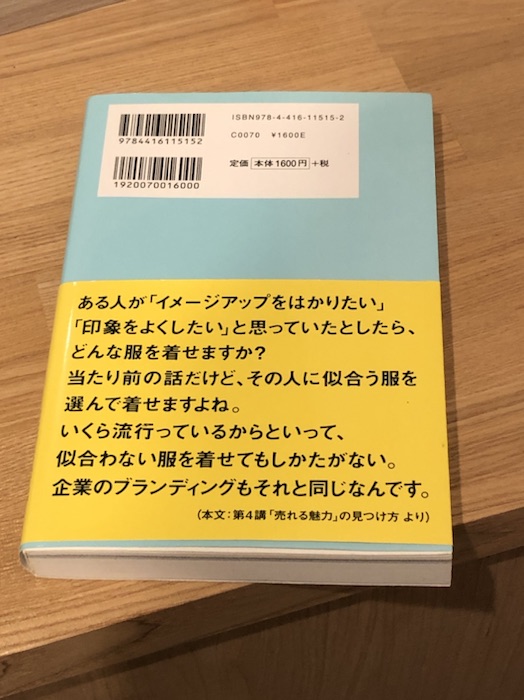 ISBN978-4-416-11515-2
9784416115152
C0070 ¥1600E
定価 本体1600円 +税
1920070016000
ある人が「イメージアップをはかりたい」
「印象をよくしたい」と思っていたとしたら、
どんな服を着せますか?
当たり前の話だけど、その人に似合う服を
選んで着せますよね。
いくら流行っているからといって、
似合わない服を着せてもしかたがない。
企業のブランディングもそれと同じなんです。
(本文:第4講「売れる魅力」の見つけ方 より)